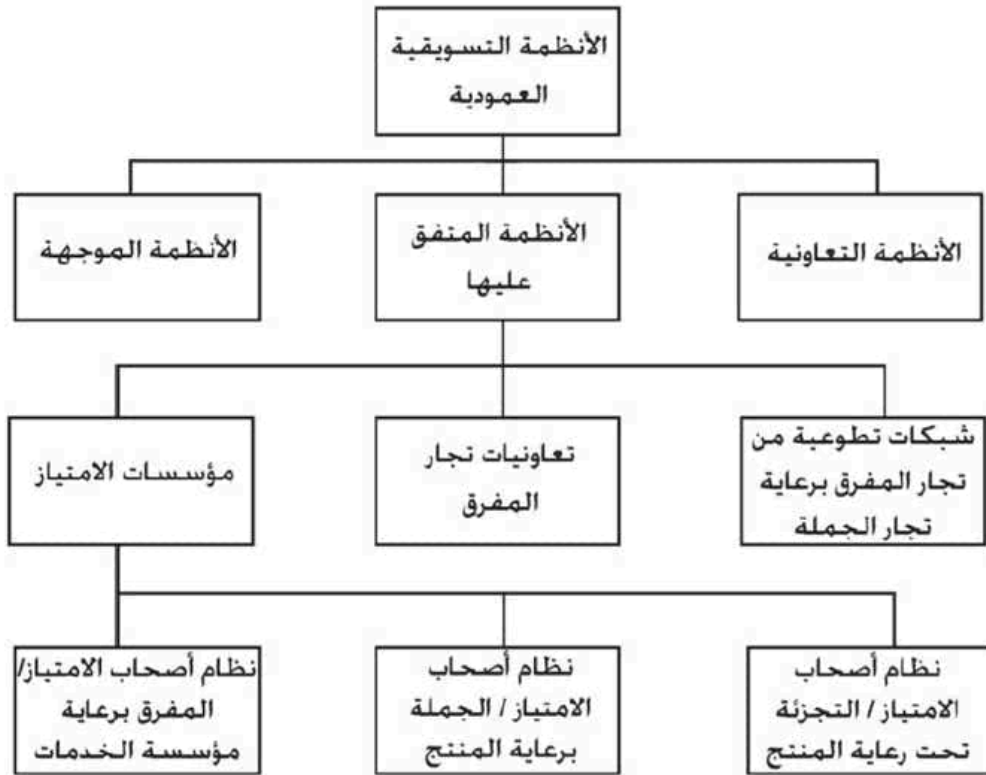 الأنظمة التسويقية
العمودية
الأنظمة التعاونية
الأنظمة المتفق
عليها
الأنظمة الموجهة
شبكات تطوعية من
تجار المفرق برعاية
تجار الجملة
تعاونيات تجار
المفرق
مؤسسات الامتياز
نظام أصحاب
الامتياز / التجزئة
تحت رعاية المنتج
نظام أصحاب
الامتياز / الجملة
برعاية المنتج
نظام أصحاب الامتياز/
المفرق برعاية
مؤسسة الخدمات